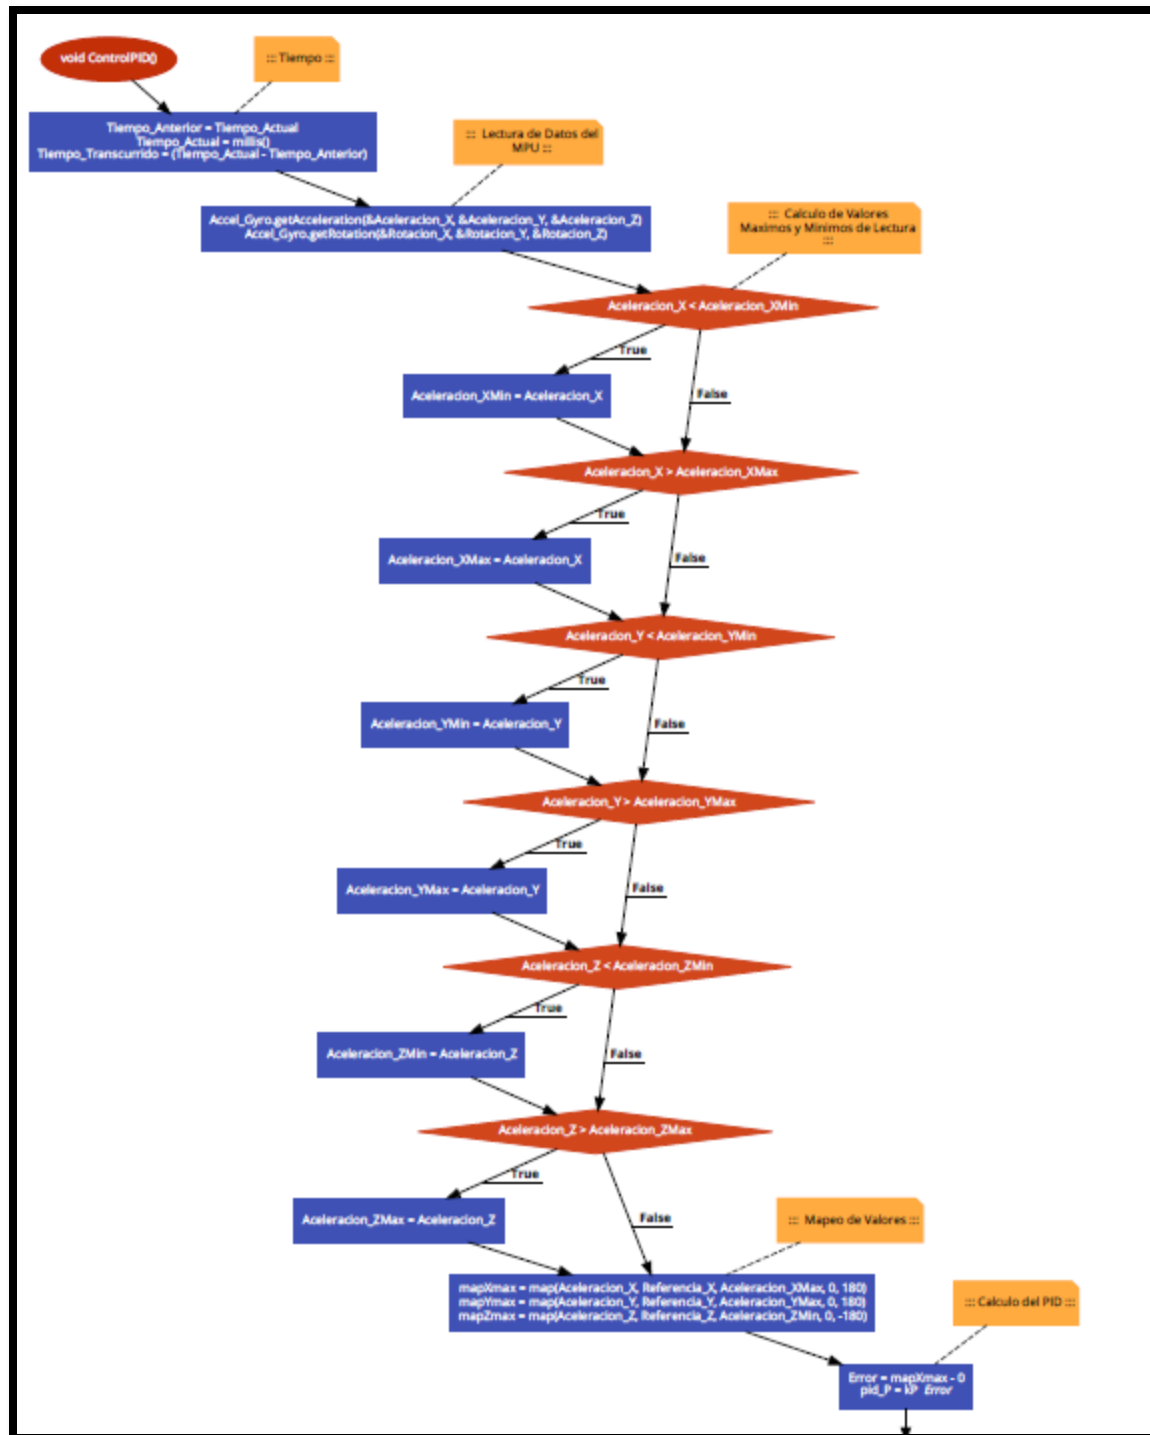 void ControlPID()
::: Tiempo :::
Tiempo_Anterior = Tiempo_Actual
Tiempo_Actual = millis()
Tiempo_Transcurrido = (Tiempo_Actual - Tiempo_Anterior)
::: Lectura de Datos del
MPU :::
Accel_Gyro.getAcceleration(&Aceleracion_X, &Aceleracion_Y, &Aceleracion_Z)
Accel_Gyro.getRotation(&Rotacion_X, &Rotacion_Y, &Rotacion_Z)
::: Calculo de Valores
Maximos y Minimos de Lectura
:::
Aceleracion_X < Aceleracion_XMin
True
False
Aceleracion_XMin = Aceleracion_X
Aceleracion_X > Aceleracion_XMax
True
False
Aceleracion_XMax = Aceleracion_X
Aceleracion_Y < Aceleracion_YMin
True
False
Aceleracion_YMin = Aceleracion_Y
Aceleracion_Y > Aceleracion_YMax
True
False
Aceleracion_YMax = Aceleracion_Y
Aceleracion_Z < Aceleracion_ZMin
True
False
Aceleracion_ZMin = Aceleracion_Z
Aceleracion_Z > Aceleracion_ZMax
True
False
Aceleracion_ZMax = Aceleracion_Z
::: Mapeo de Valores :::
mapXmax = map(Aceleracion_X, Referencia_X, Aceleracion_XMax, 0, 180)
mapYmax = map(Aceleracion_Y, Referencia_Y, Aceleracion_YMax, 0, 180)
mapZmax = map(Aceleracion_Z, Referencia_Z, Aceleracion_ZMin, 0, -180)
::: Calculo del PID :::
Error = mapXmax - 0
pid_P = kP Error